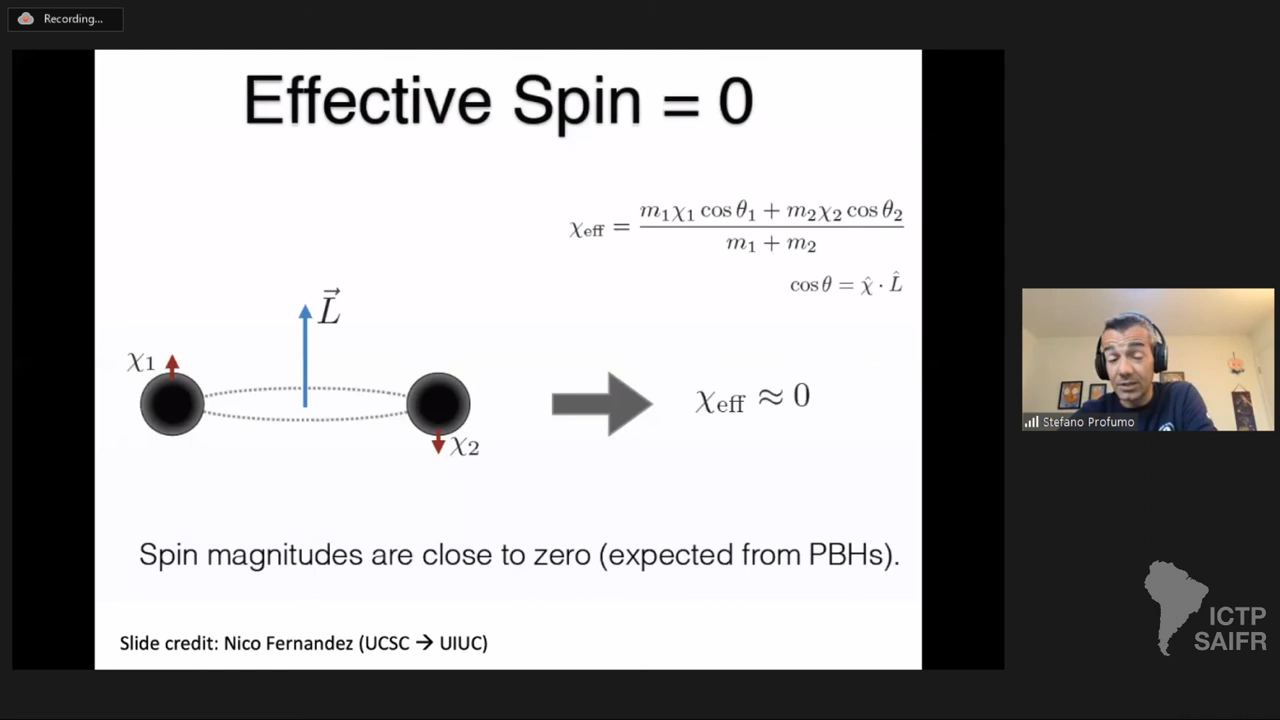 Recording...
Effective Spin = 0
χeff = (m₁χ₁ cos θ₁ + m₂χ₂ cos θ₂) / (m₁ + m₂)
cos θ = χ̂ · L̂
L⃗
χ1
χ2
χeff ≈ 0
Spin magnitudes are close to zero (expected from PBHs).
Slide credit: Nico Fernandez (UCSC → UIUC)
Stefano Profumo
ICTP
SAIFR